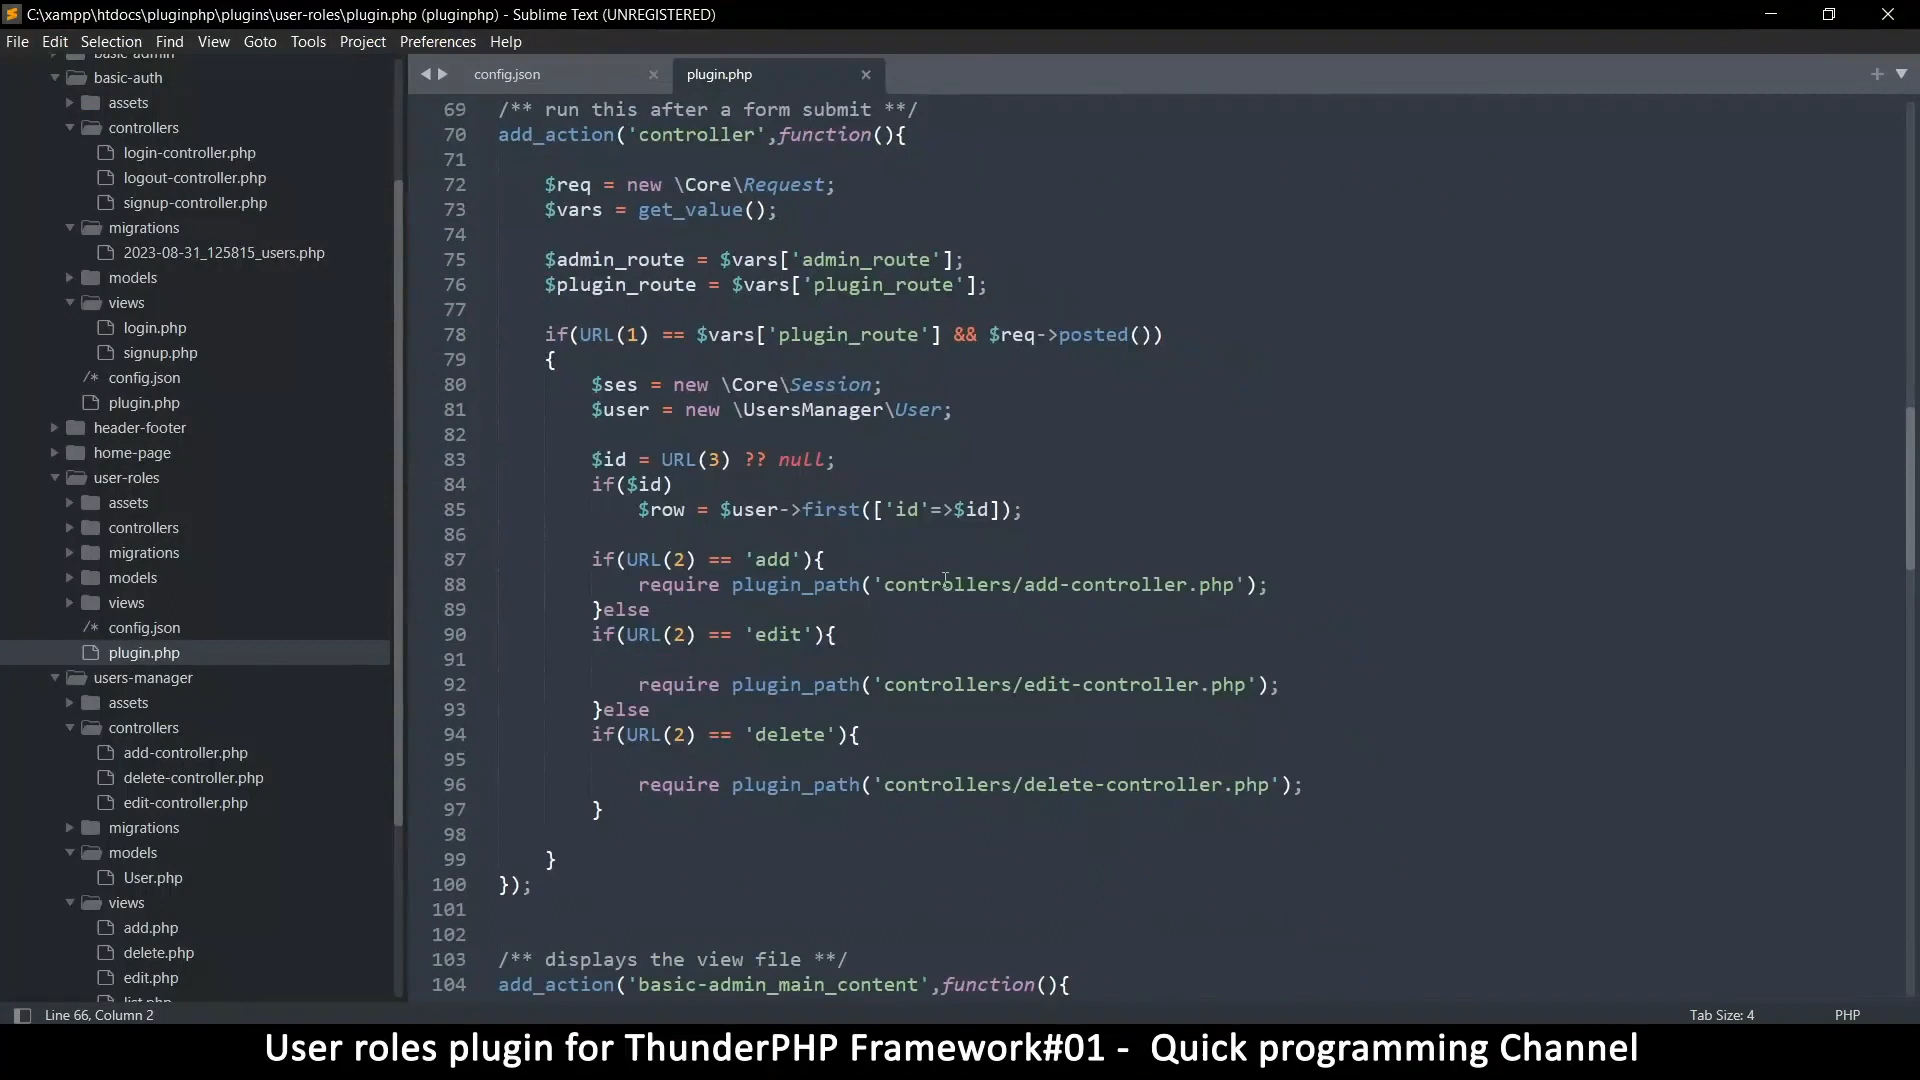 C:\xampp\htdocs\pluginphp\plugins\user-roles\plugin.php (pluginphp) - Sublime Text (UNREGISTERED)
File Edit Selection Find View Goto Tools Project Preferences Help
basic-admin
basic-auth
assets
controllers
login-controller.php
logout-controller.php
signup-controller.php
migrations
2023-08-31_125815_users.php
models
views
login.php
signup.php
/* config.json
plugin.php
header-footer
home-page
user-roles
assets
controllers
migrations
models
views
/* config.json
plugin.php
users-manager
assets
controllers
add-controller.php
delete-controller.php
edit-controller.php
migrations
models
User.php
views
add.php
delete.php
edit.php
list.php
config.json
plugin.php
69 /** run this after a form submit **/
70 add_action('controller',function(){
71
72 $req = new \Core\Request;
73 $vars = get_value();
74
75 $admin_route = $vars['admin_route'];
76 $plugin_route = $vars['plugin_route'];
77
78 if(URL(1) == $vars['plugin_route'] && $req->posted())
79 {
80 $ses = new \Core\Session;
81 $user = new \UsersManager\User;
82
83 $id = URL(3) ?? null;
84 if($id)
85 $row = $user->first(['id'=>$id]);
86
87 if(URL(2) == 'add'){
88 require plugin_path('controllers/add-controller.php');
89 }else
90 if(URL(2) == 'edit'){
91
92 require plugin_path('controllers/edit-controller.php');
93 }else
94 if(URL(2) == 'delete'){
95
96 require plugin_path('controllers/delete-controller.php');
97 }
98
99 }
100 });
101
102
103 /** displays the view file **/
104 add_action('basic-admin_main_content',function(){
Line 66, Column 2
Tab Size: 4
PHP
User roles plugin for ThunderPHP Framework#01 - Quick programming Channel